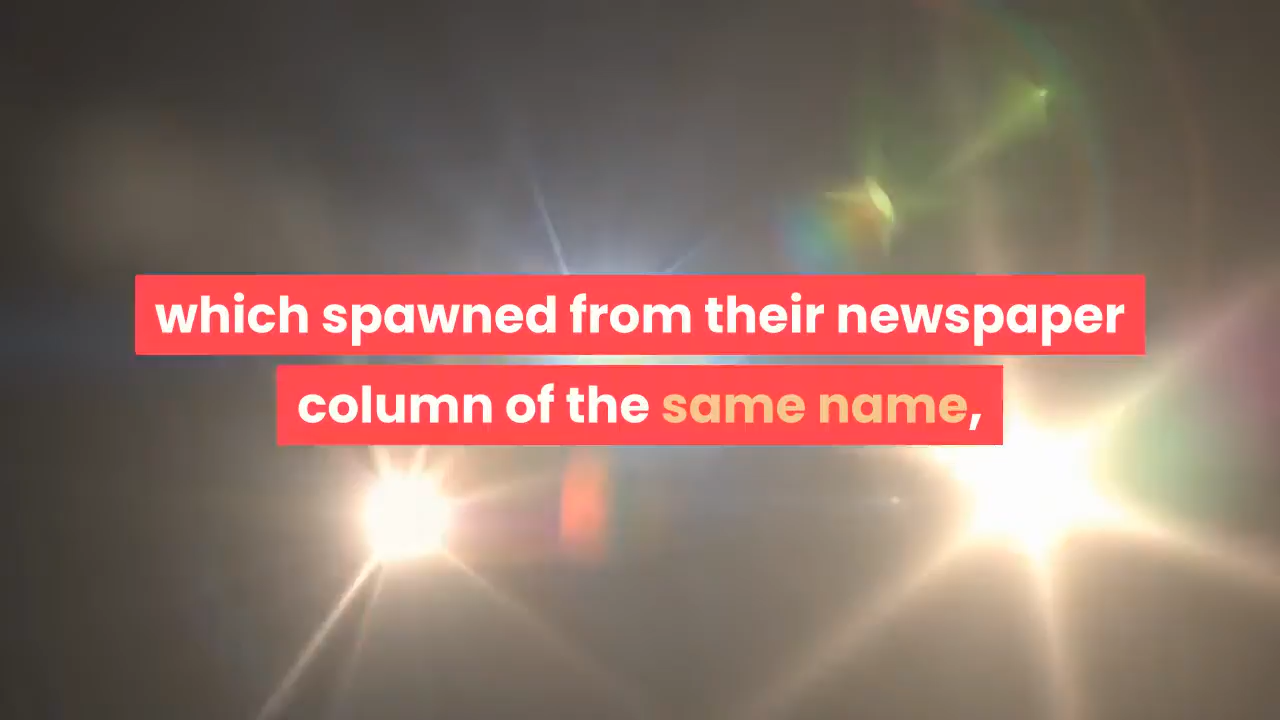 which spawned from their newspaper
column of the same name,